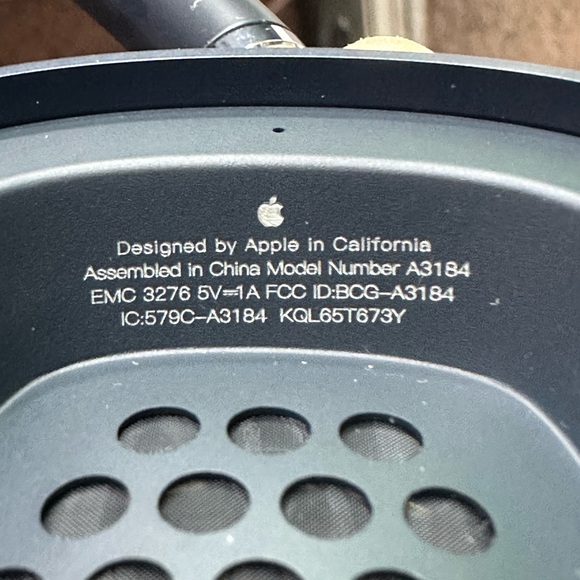 Designed by Apple in California
Assembled in China Model Number A3184
EMC 3276 5V⎓1A FCC ID:BCG-A3184
IC:579C-A3184 KQL65T673Y